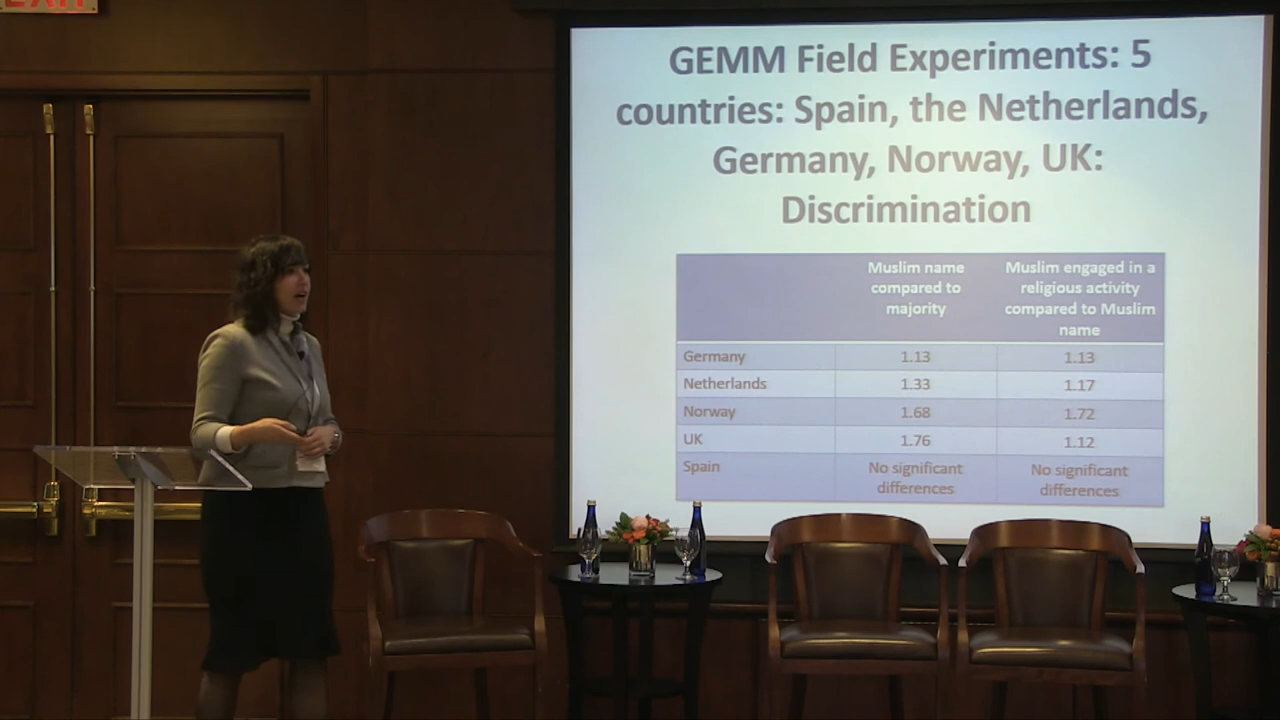 EXIT
GEMM Field Experiments: 5
countries: Spain, the Netherlands,
Germany, Norway, UK:
Discrimination
Muslim name
compared to
majority
Muslim engaged in a
religious activity
compared to Muslim
name
Germany 1.13 1.13
Netherlands 1.33 1.17
Norway 1.68 1.72
UK 1.76 1.12
Spain No significant No significant
differences differences